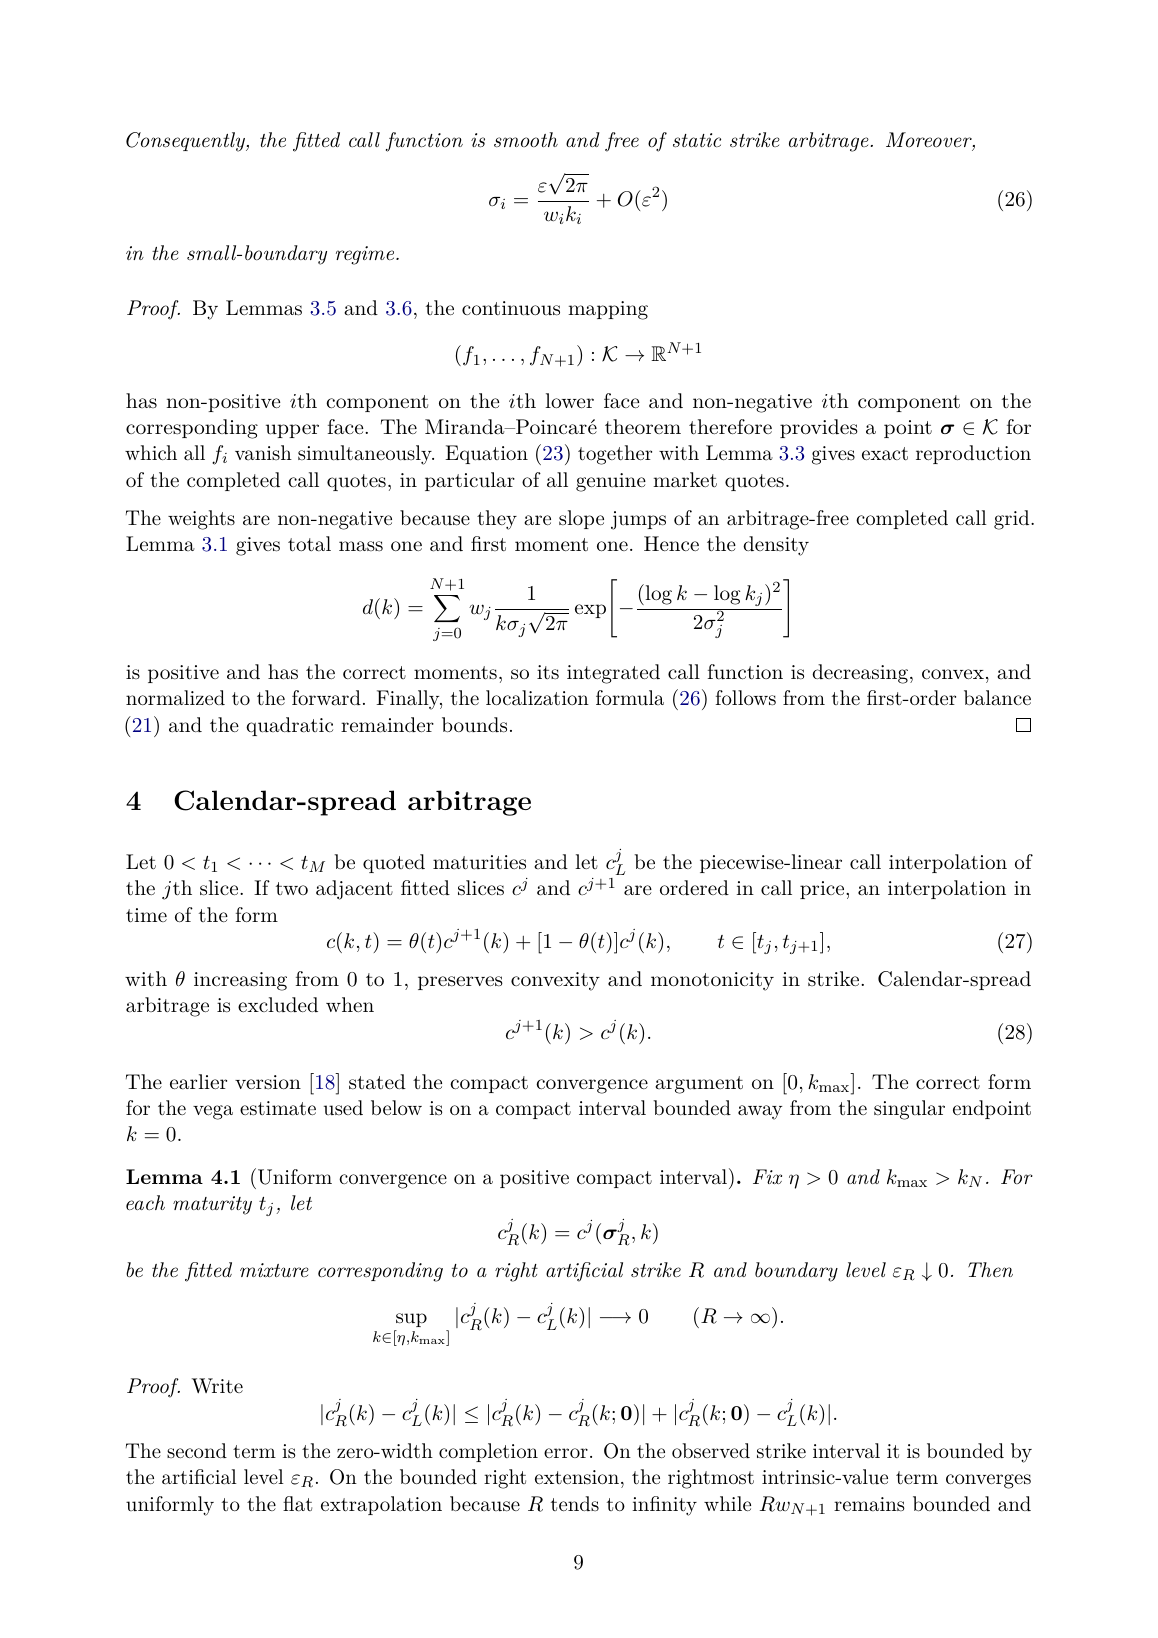 Consequently, the fitted call function is smooth and free of static strike arbitrage. Moreover,
σ_i = ε√(2π) / (w_i k_i) + O(ε²) (26)
in the small-boundary regime.
Proof. By Lemmas 3.5 and 3.6, the continuous mapping
(f_1, . . . , f_{N+1}) : 𝒦 → ℝ^{N+1}
has non-positive ith component on the ith lower face and non-negative ith component on the
corresponding upper face. The Miranda–Poincaré theorem therefore provides a point 𝝈 ∈ 𝒦 for
which all f_i vanish simultaneously. Equation (23) together with Lemma 3.3 gives exact reproduction
of the completed call quotes, in particular of all genuine market quotes.
The weights are non-negative because they are slope jumps of an arbitrage-free completed call grid.
Lemma 3.1 gives total mass one and first moment one. Hence the density
d(k) = ∑_{j=0}^{N+1} w_j 1/(kσ_j√(2π)) exp[−(log k − log k_j)² / (2σ_j²)]
is positive and has the correct moments, so its integrated call function is decreasing, convex, and
normalized to the forward. Finally, the localization formula (26) follows from the first-order balance
(21) and the quadratic remainder bounds. □
4 Calendar-spread arbitrage
Let 0 < t_1 < · · · < t_M be quoted maturities and let c_L^j be the piecewise-linear call interpolation of
the jth slice. If two adjacent fitted slices c^j and c^{j+1} are ordered in call price, an interpolation in
time of the form
c(k, t) = θ(t)c^{j+1}(k) + [1 − θ(t)]c^j(k), t ∈ [t_j, t_{j+1}], (27)
with θ increasing from 0 to 1, preserves convexity and monotonicity in strike. Calendar-spread
arbitrage is excluded when
c^{j+1}(k) > c^j(k). (28)
The earlier version [18] stated the compact convergence argument on [0, k_max]. The correct form
for the vega estimate used below is on a compact interval bounded away from the singular endpoint
k = 0.
Lemma 4.1 (Uniform convergence on a positive compact interval). Fix η > 0 and k_max > k_N. For
each maturity t_j, let
c_R^j(k) = c^j(𝝈_R^j, k)
be the fitted mixture corresponding to a right artificial strike R and boundary level ε_R ↓ 0. Then
sup_{k∈[η,k_max]} |c_R^j(k) − c_L^j(k)| ⟶ 0 (R → ∞).
Proof. Write
|c_R^j(k) − c_L^j(k)| ≤ |c_R^j(k) − c_R^j(k; 𝟎)| + |c_R^j(k; 𝟎) − c_L^j(k)|.
The second term is the zero-width completion error. On the observed strike interval it is bounded by
the artificial level ε_R. On the bounded right extension, the rightmost intrinsic-value term converges
uniformly to the flat extrapolation because R tends to infinity while Rw_{N+1} remains bounded and
9